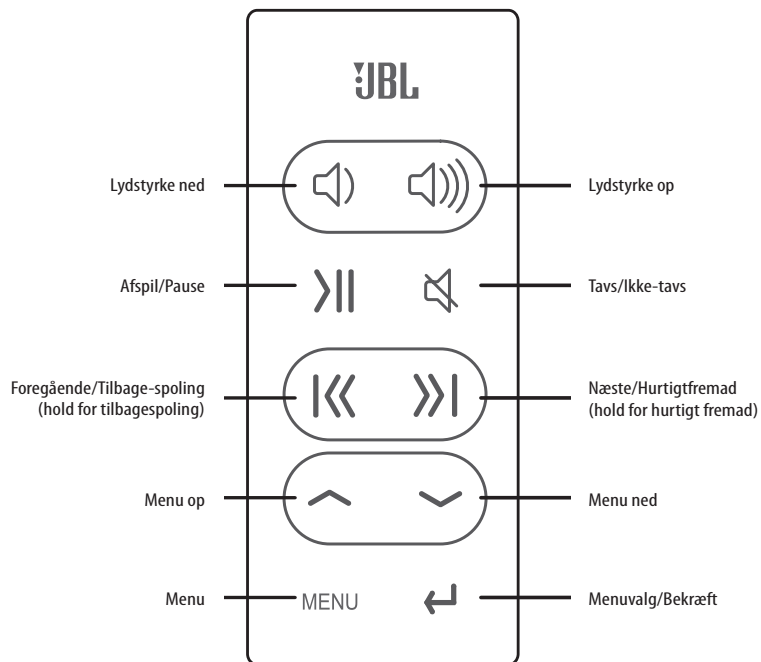 JBL
Lydstyrke ned
Lydstyrke op
Afspil/Pause
Tavs/Ikke-tavs
Foregående/Tilbage-spoling
(hold for tilbagespoling)
Næste/Hurtigtfremad
(hold for hurtigt fremad)
Menu op
Menu ned
Menu
MENU
Menuvalg/Bekræft